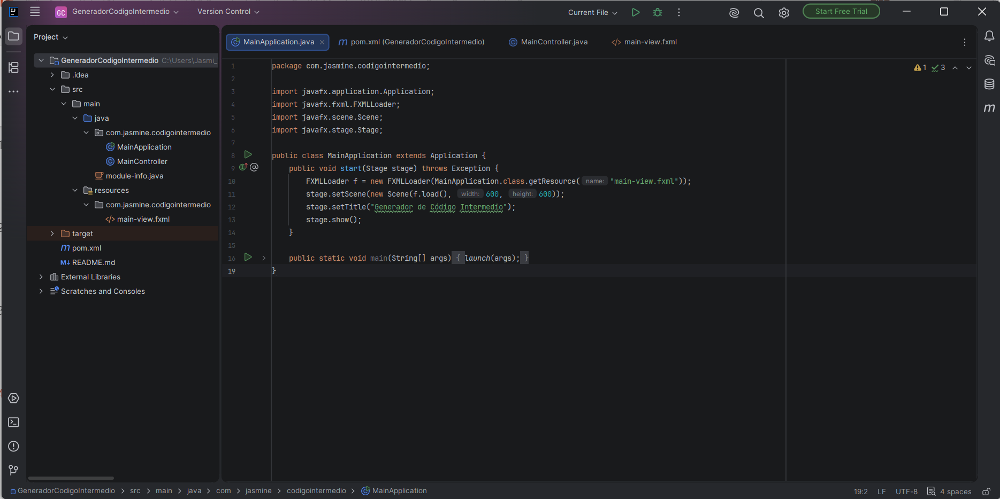 GC GeneradorCodigoIntermedio Version Control Current File Start Free Trial
Project
GeneradorCodigoIntermedio C:\Users\Jasmi_
.idea
src
main
java
com.jasmine.codigointermedio
MainApplication
MainController
module-info.java
resources
com.jasmine.codigointermedio
main-view.fxml
target
pom.xml
README.md
External Libraries
Scratches and Consoles
MainApplication.java pom.xml (GeneradorCodigoIntermedio) MainController.java main-view.fxml
1 3
1 package com.jasmine.codigointermedio;
2
3 import javafx.application.Application;
4 import javafx.fxml.FXMLLoader;
5 import javafx.scene.Scene;
6 import javafx.stage.Stage;
7
8 public class MainApplication extends Application {
9 public void start(Stage stage) throws Exception {
10 FXMLLoader f = new FXMLLoader(MainApplication.class.getResource( name: "main-view.fxml"));
11 stage.setScene(new Scene(f.load(), width: 600, height: 600));
12 stage.setTitle("Generador de Código Intermedio");
13 stage.show();
14 }
15
16 public static void main(String[] args) { launch(args); }
19 }
GeneradorCodigoIntermedio > src > main > java > com > jasmine > codigointermedio > MainApplication 19:2 LF UTF-8 4 spaces